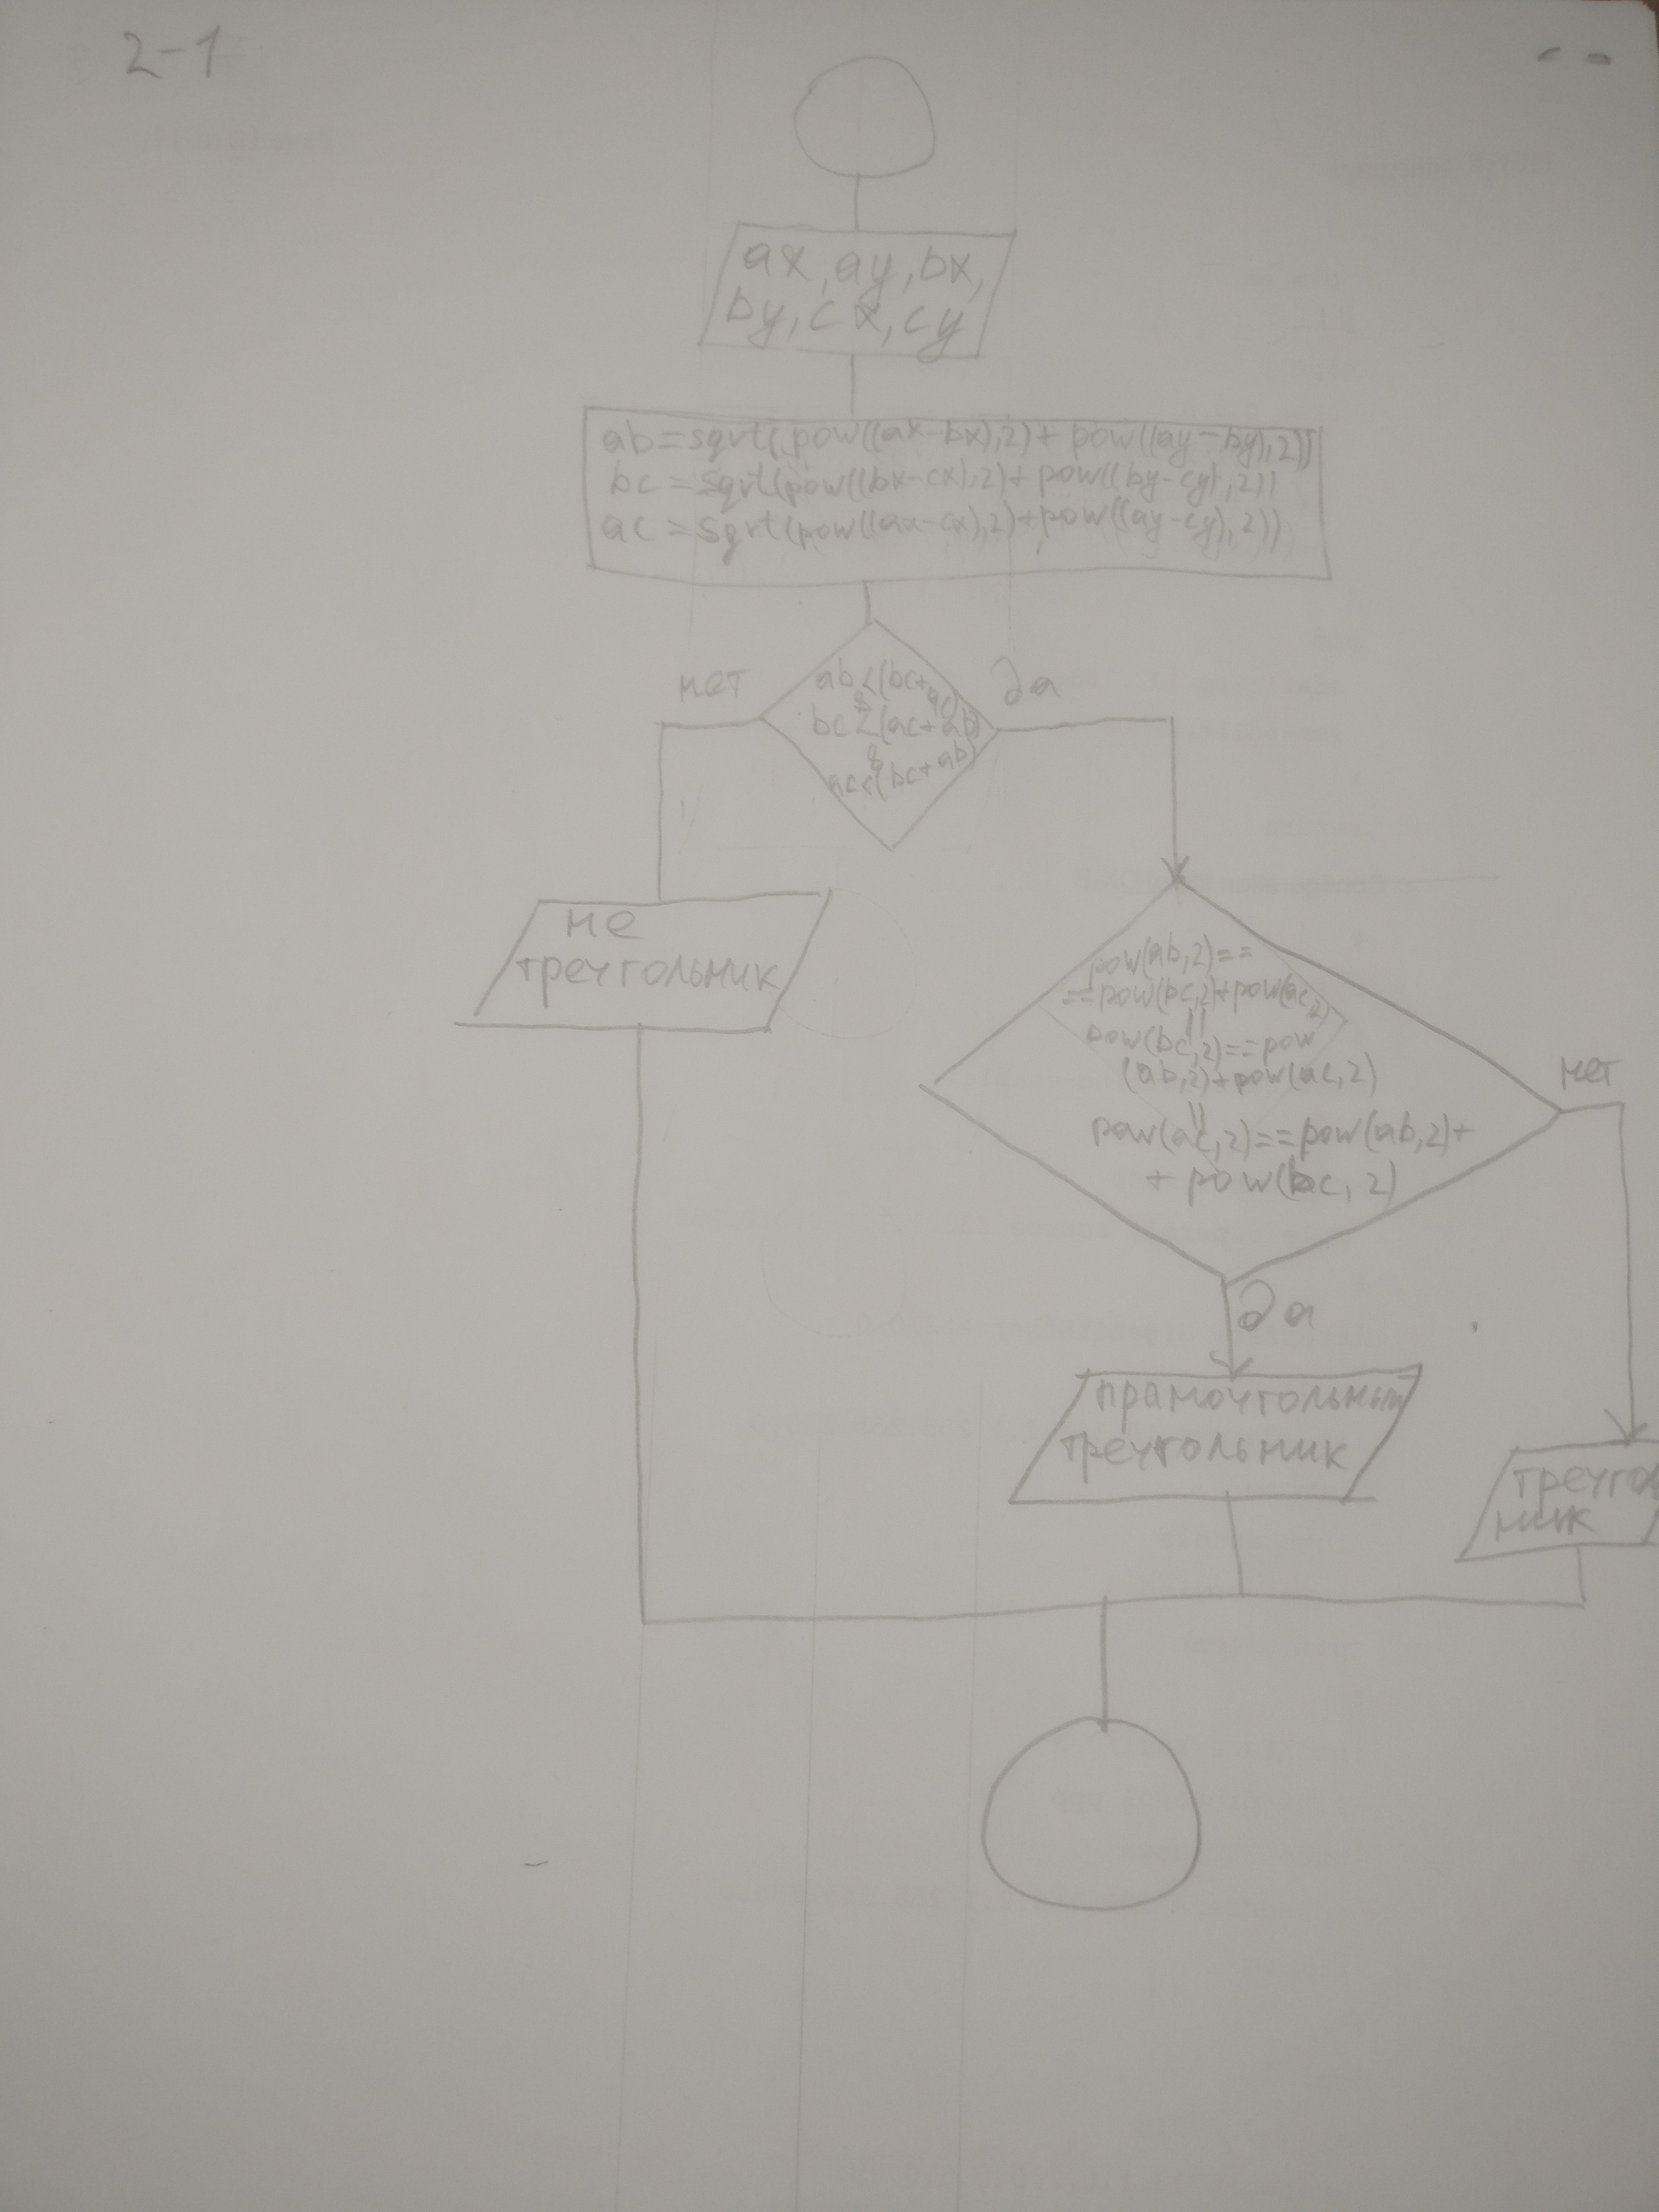 2-1
ax, ay, bx,
by, cx, cy
ab=sqrt(pow((ax-bx),2)+pow((ay-by),2))
bc=sqrt(pow((bx-cx),2)+pow((by-cy),2))
ac=sqrt(pow((ax-cx),2)+pow((ay-cy),2))
нет
да
ab<(bc+ac)
&
bc<(ac+ab)
&
ac<(bc+ab)
не
треугольник
pow(ab,2)==
==pow(bc,2)+pow(ac,2)
||
pow(bc,2)==pow
(ab,2)+pow(ac,2)
||
pow(ac,2)==pow(ab,2)+
+pow(bc,2)
нет
да
прямоугольный
треугольник
треугол
ник